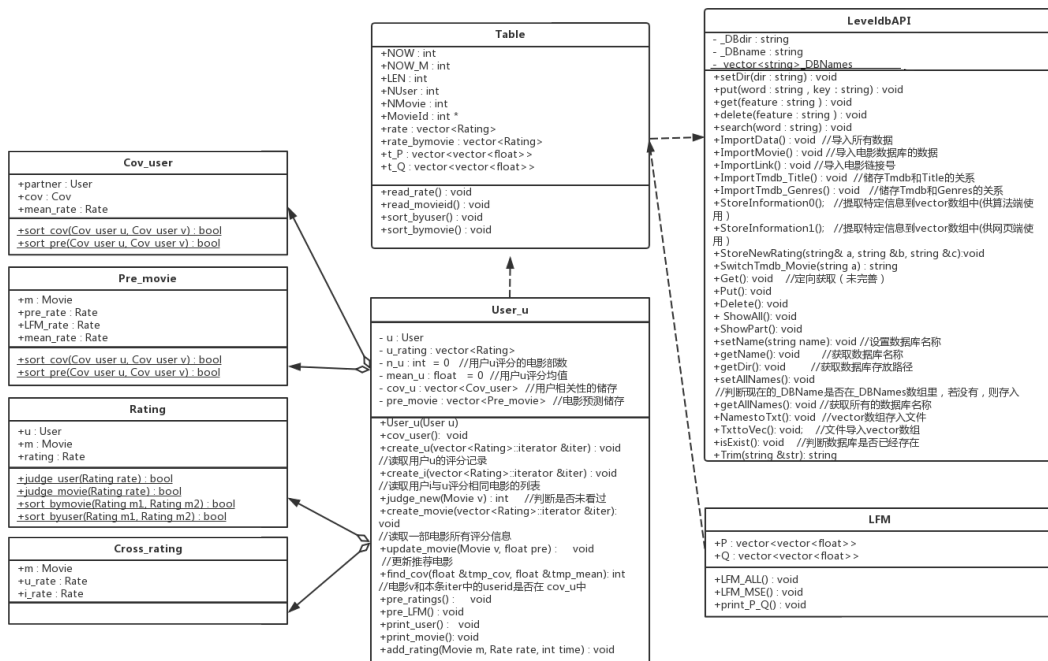 Cov_user
+partner : User
+cov : Cov
+mean_rate : Rate
+sort_cov(Cov_user u, Cov_user v) : bool
+sort_pre(Cov_user u, Cov_user v) : bool
Pre_movie
+m : Movie
+pre_rate : Rate
+LFM_rate : Rate
+mean_rate : Rate
+sort_cov(Cov_user u, Cov_user v) : bool
+sort_pre(Cov_user u, Cov_user v) : bool
Rating
+u : User
+m : Movie
+rating : Rate
+judge_user(Rating rate) : bool
+judge_movie(Rating rate) : bool
+sort_bymovie(Rating m1, Rating m2) : bool
+sort_byuser(Rating m1, Rating m2) : bool
Cross_rating
+m : Movie
+u_rate : Rate
+i_rate : Rate
Table
+NOW : int
+NOW_M : int
+LEN : int
+NUser : int
+NMovie : int
+MovieId : int *
+rate : vector<Rating>
+rate_bymovie : vector<Rating>
+t_P : vector<vector<float>>
+t_Q : vector<vector<float>>
+read_rate() : void
+read_movieid() : void
+sort_byuser() : void
+sort_bymovie() : void
User_u
- u : User
- u_rating : vector<Rating>
- n_u : int = 0 //用户u评分的电影部数
- mean_u : float = 0 //用户u评分均值
- cov_u : vector<Cov_user> //用户相关性的储存
- pre_movie : vector<Pre_movie> //电影预测储存
+User_u(User u)
+cov_user(): void
+create_u(vector<Rating>::iterator &iter) : void
//读取用户u的评分记录
+create_i(vector<Rating>::iterator &iter) : void
//读取用户i与u评分相同电影的列表
+judge_new(Movie v) : int //判断是否未看过
+create_movie(vector<Rating>::iterator &iter):
void
//读取一部电影所有评分信息
+update_movie(Movie v, float pre) : void
//更新推荐电影
+find_cov(float &tmp_cov, float &tmp_mean): int
//电影v和本条iter中的userid是否在 cov_u中
+pre_ratings() : void
+pre_LFM() : void
+print_user() : void
+print_movie(): void
+add_rating(Movie m, Rate rate, int time) : void
LeveldbAPI
- _DBdir : string
- _DBname : string
- vector<string>_DBNames
+setDir(dir : string) : void
+put(word : string , key : string) : void
+get(feature : string ) : void
+delete(feature : string ) : void
+search(word : string) : void
+ImportData() : void //导入所有数据
+ImportMovie() : void //导入电影数据库的数据
+ImportLink() : void //导入电影链接号
+ImportTmdb_Title() : void //储存Tmdb和Title的关系
+ImportTmdb_Genres() : void //储存Tmdb和Genres的关系
+StoreInformation0(); //提取特定信息到vector数组中(供算法端使
用 )
+StoreInformation1(); //提取特定信息到vector数组中(供网页端使
用 )
+StoreNewRating(string& a, string &b, string &c):void
+SwitchTmdb_Movie(string a) : string
+Get(): void //定向获取（未完善）
+Put(): void
+Delete(): void
+ ShowAll(): void
+ShowPart(): void
+setName(string name): void //设置数据库名称
+getName(): void //获取数据库名称
+getDir(): void //获取数据库存放路径
+setAllNames(): void
//判断现在的_DBName是否在_DBNames数组里，若没有，则存入
+getAllNames(): void //获取所有的数据库名称
+NamestoTxt(): void //vector数组存入文件
+TxttoVec(): void; //文件导入vector数组
+isExist(): void //判断数据库是否已经存在
+Trim(string &str): string
LFM
+P : vector<vector<float>>
+Q : vector<vector<float>>
+LFM_ALL() : void
+LFM_MSE() : void
+print_P_Q() : void